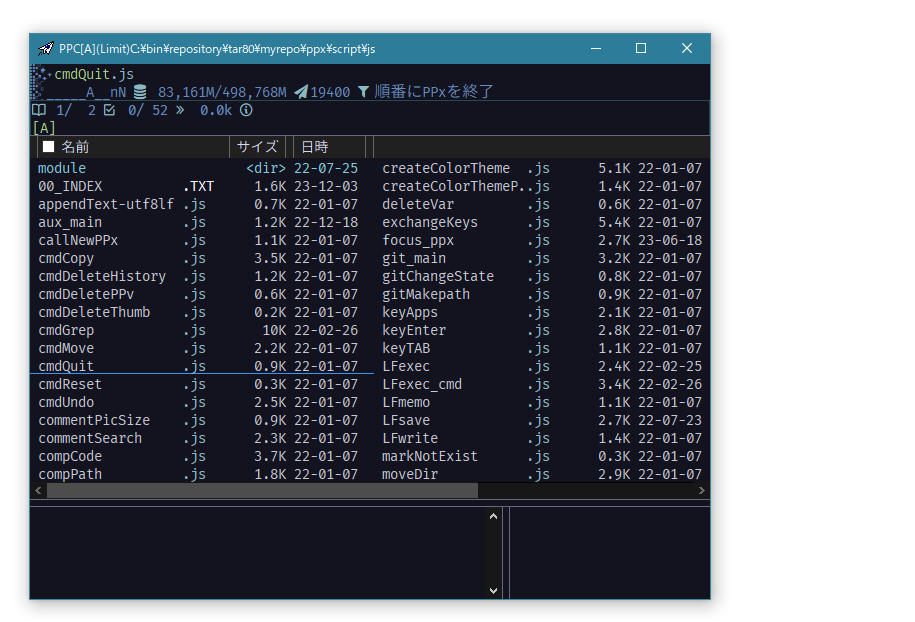 PPC[A](Limit)C:¥bin¥repository¥tar80¥myrepo¥ppx¥script¥js
cmdQuit.js
_____A__nN 83,161M/498,768M 19400 順番にPPxを終了
1/ 2 0/ 52 » 0.0k
[A]
名前 サイズ 日時
module <dir> 22-07-25 createColorTheme .js 5.1K 22-01-07
00_INDEX .TXT 1.6K 23-12-03 createColorThemeP..js 1.4K 22-01-07
appendText-utf8lf .js 0.7K 22-01-07 deleteVar .js 0.6K 22-01-07
aux_main .js 1.2K 22-12-18 exchangeKeys .js 5.4K 22-01-07
callNewPPx .js 1.1K 22-01-07 focus_ppx .js 2.7K 23-06-18
cmdCopy .js 3.5K 22-01-07 git_main .js 3.2K 22-01-07
cmdDeleteHistory .js 1.2K 22-01-07 gitChangeState .js 0.8K 22-01-07
cmdDeletePPv .js 0.6K 22-01-07 gitMakepath .js 0.9K 22-01-07
cmdDeleteThumb .js 0.2K 22-01-07 keyApps .js 2.1K 22-01-07
cmdGrep .js 10K 22-02-26 keyEnter .js 2.8K 22-01-07
cmdMove .js 2.2K 22-01-07 keyTAB .js 1.1K 22-01-07
cmdQuit .js 0.9K 22-01-07 LFexec .js 2.4K 22-02-25
cmdReset .js 0.3K 22-01-07 LFexec_cmd .js 3.4K 22-02-26
cmdUndo .js 2.5K 22-01-07 LFmemo .js 1.1K 22-01-07
commentPicSize .js 0.9K 22-01-07 LFsave .js 2.7K 22-07-23
commentSearch .js 2.3K 22-01-07 LFwrite .js 1.4K 22-01-07
compCode .js 3.7K 22-01-07 markNotExist .js 0.3K 22-01-07
compPath .js 1.8K 22-01-07 moveDir .js 2.9K 22-01-07